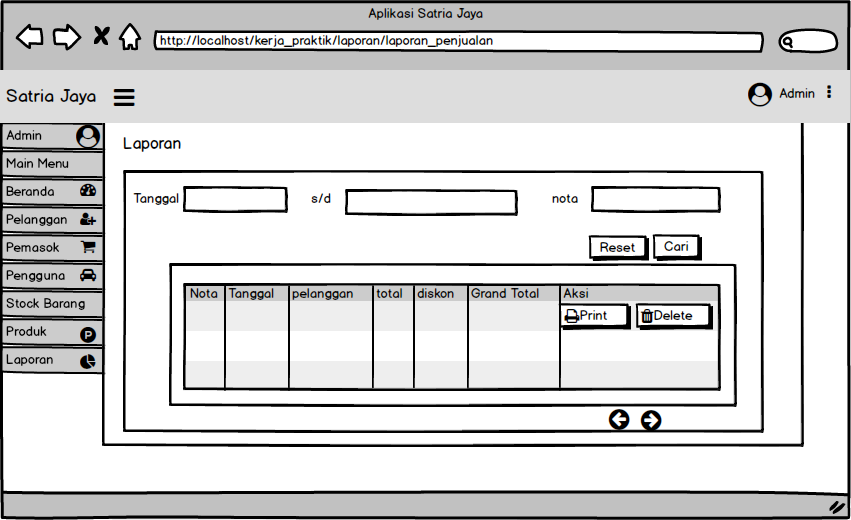 Aplikasi Satria Jaya
http://localhost/kerja_praktik/laporan/laporan_penjualan
Satria Jaya
Admin
Admin
Main Menu
Beranda
Pelanggan
Pemasok
Pengguna
Stock Barang
Produk P
Laporan
Laporan
Tanggal s/d nota
Reset Cari
Nota Tanggal pelanggan total diskon Grand Total Aksi
Print Delete